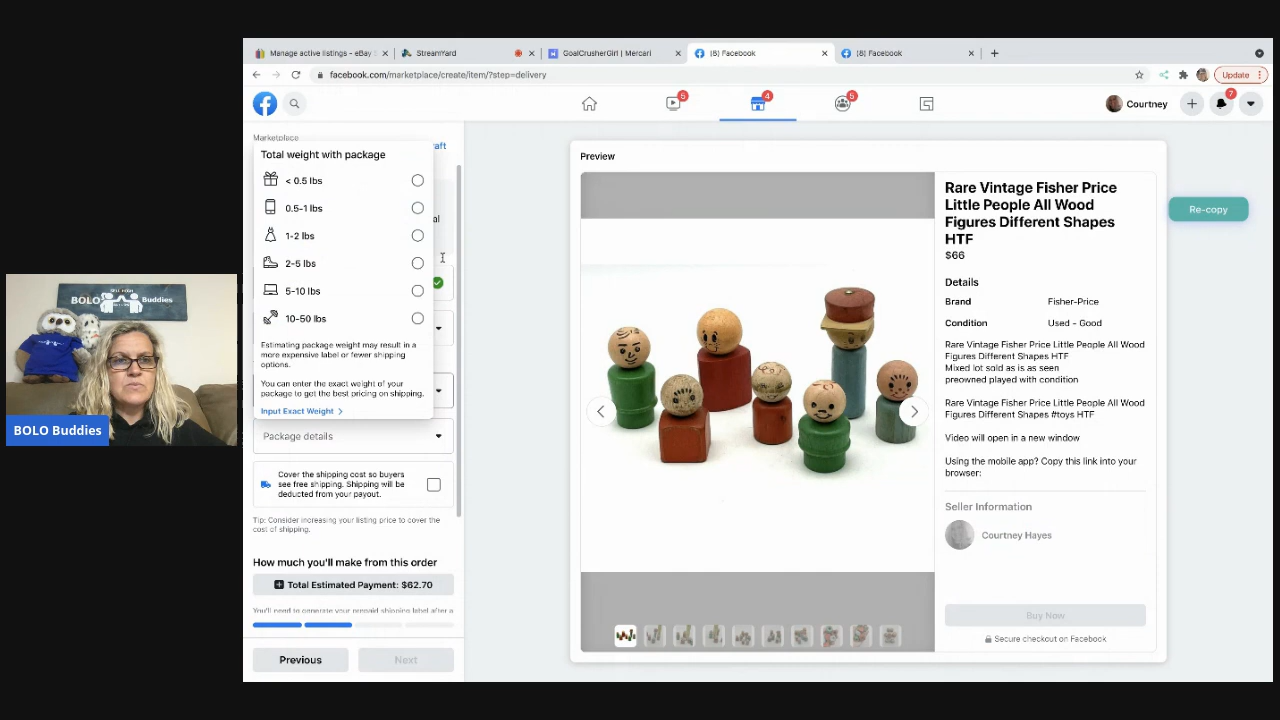 Manage active listings - eBay
StreamYard
GoalCrusherGirl | Mercari
(8) Facebook
(8) Facebook
facebook.com/marketplace/create/item/?step=delivery
Update
5
4
5
7
Courtney
Marketplace
aft
Total weight with package
< 0.5 lbs
0.5-1 lbs
1-2 lbs
2-5 lbs
5-10 lbs
10-50 lbs
Estimating package weight may result in a
more expensive label or fewer shipping
options.
You can enter the exact weight of your
package to get the best pricing on shipping.
Input Exact Weight
al
Package details
Cover the shipping cost so buyers
see free shipping. Shipping will be
deducted from your payout.
Tip: Consider increasing your listing price to cover the
cost of shipping.
How much you'll make from this order
Total Estimated Payment: $62.70
You'll need to generate your prepaid shipping label after a
Previous
Next
Preview
Rare Vintage Fisher Price
Little People All Wood
Figures Different Shapes
HTF
$66
Details
Brand Fisher-Price
Condition Used - Good
Rare Vintage Fisher Price Little People All Wood
Figures Different Shapes HTF
Mixed lot sold as is as seen
preowned played with condition
Rare Vintage Fisher Price Little People All Wood
Figures Different Shapes #toys HTF
Video will open in a new window
Using the mobile app? Copy this link into your
browser:
Seller Information
Courtney Hayes
Buy Now
Secure checkout on Facebook
Re-copy
BOLO Buddies
BOLO Buddies